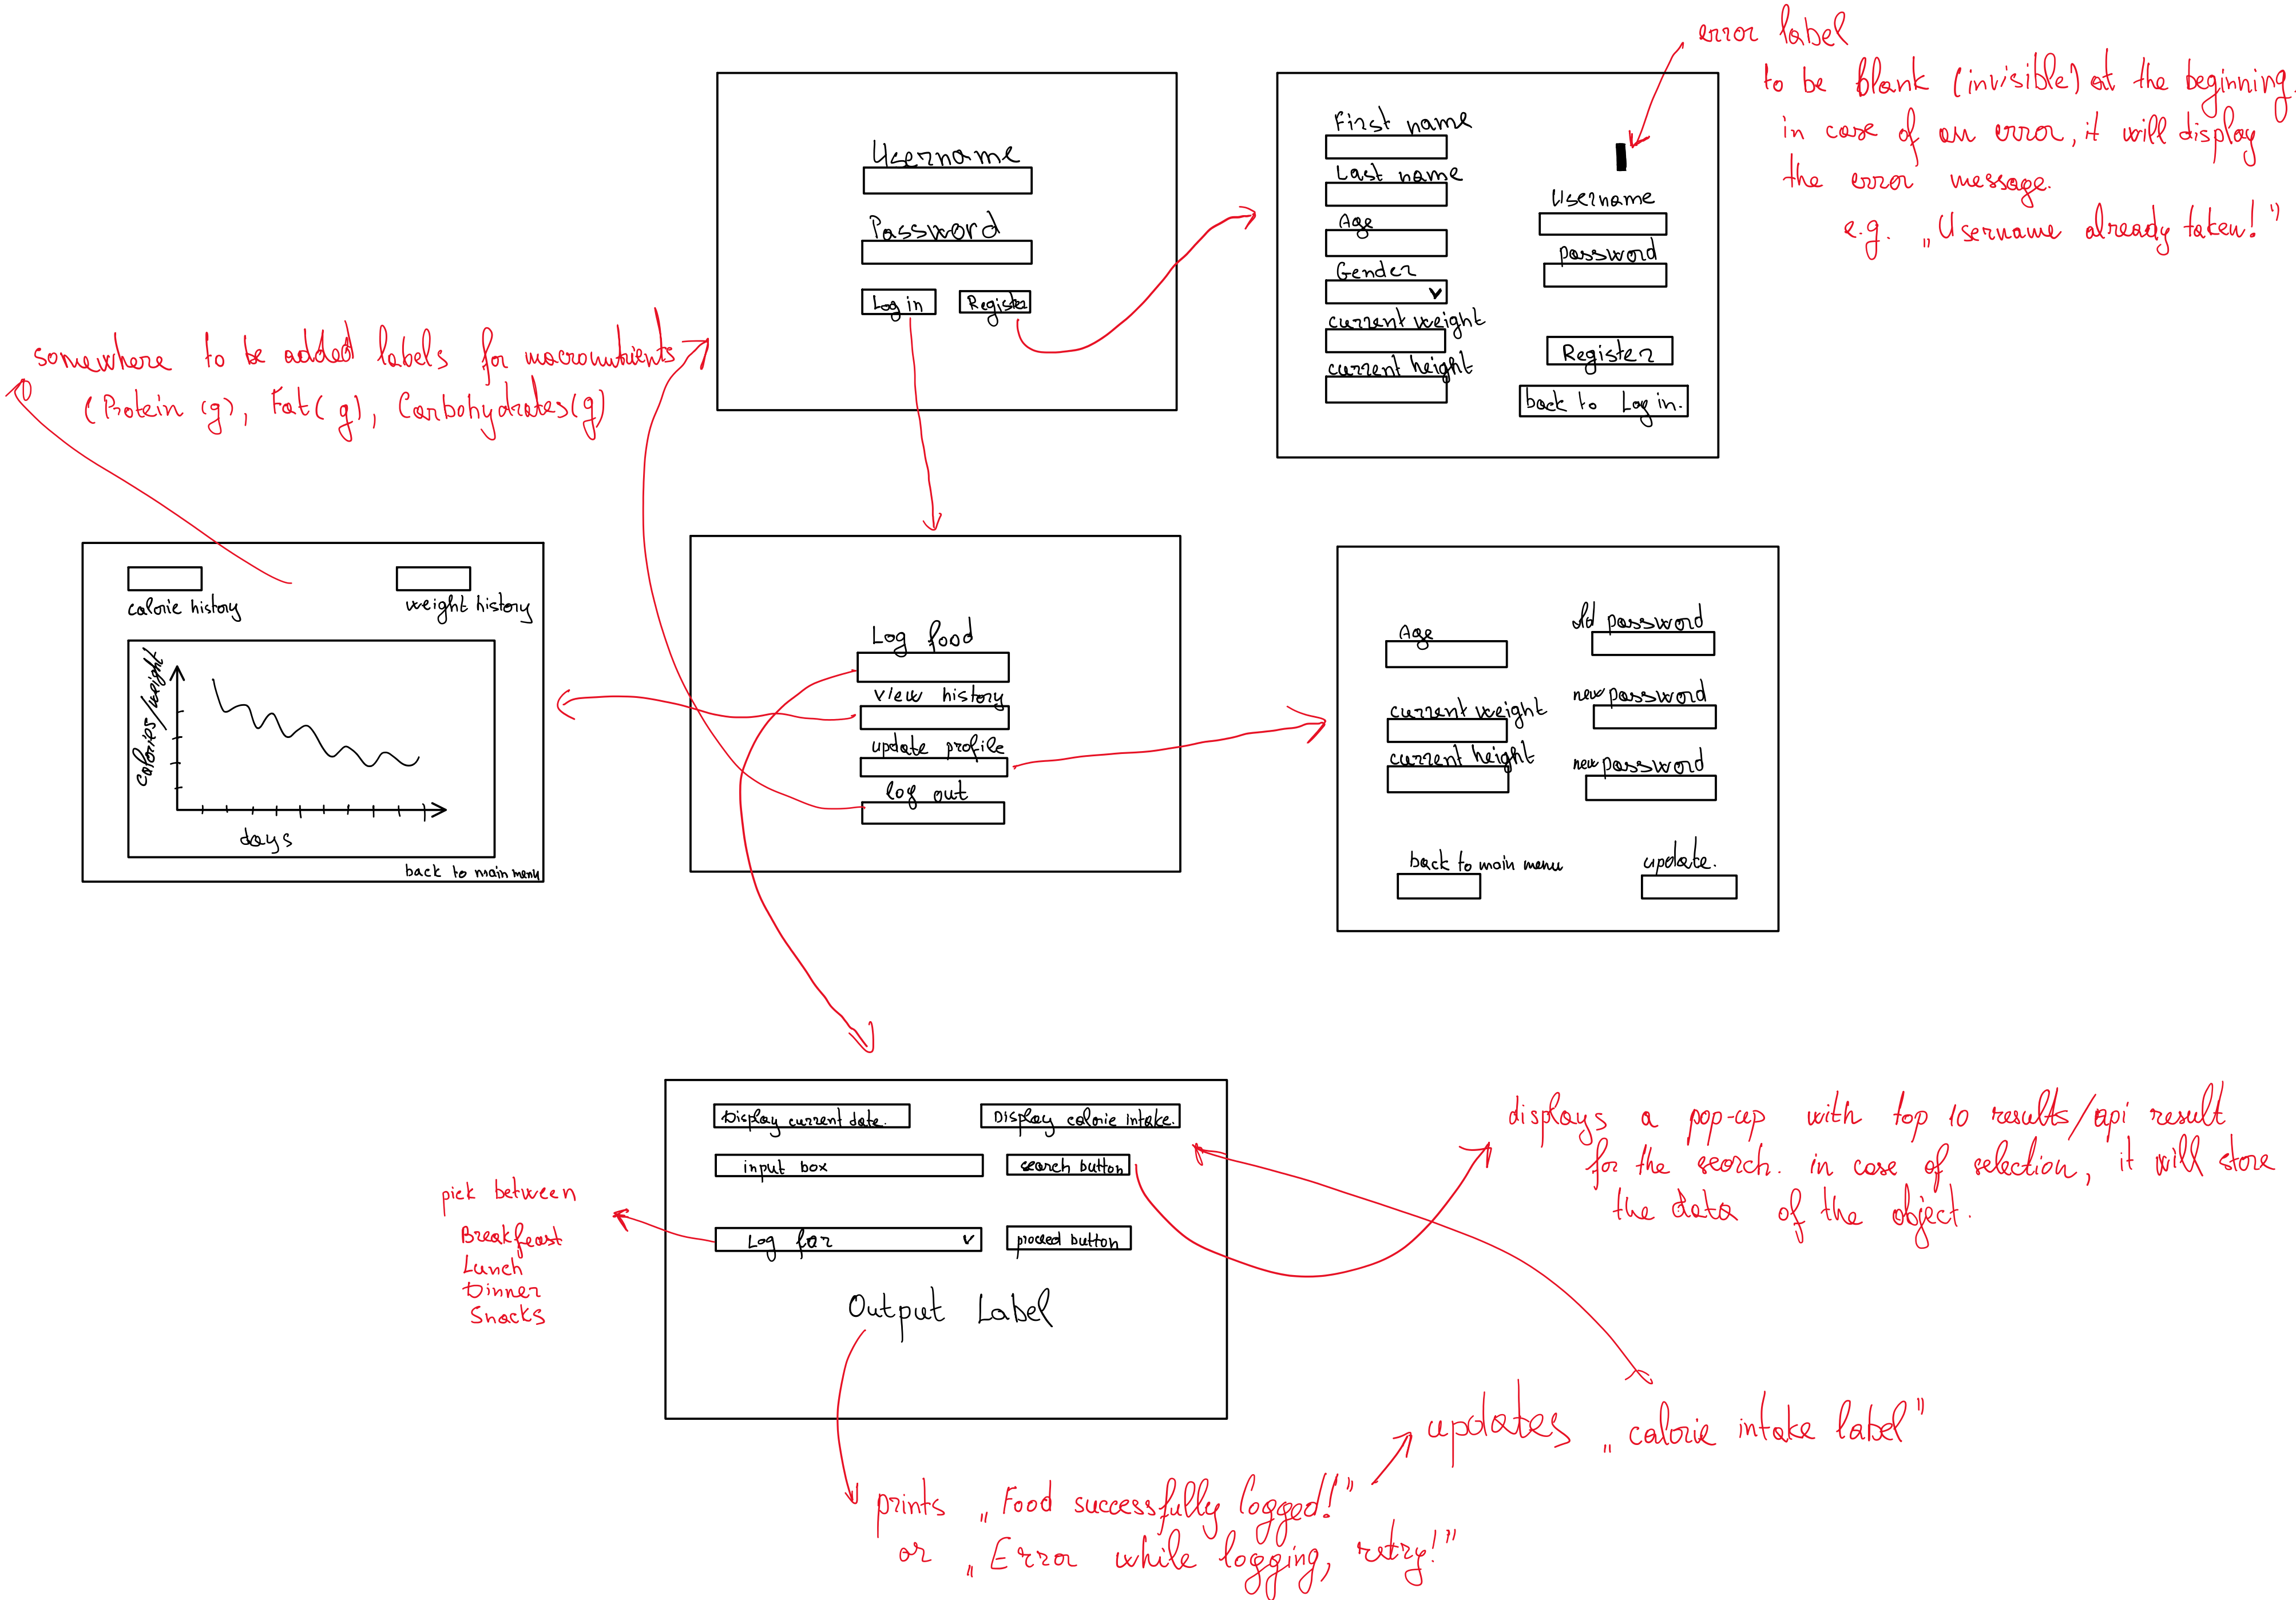 error label
to be blank (invisible) at the beginning.
in case of an error, it will display
the error message.
e.g. „Username already taken!"
Username
Password
Log in
Register
First name
Last name
Age
Gender
current weight
current height
Username
password
Register
back to Log in.
somewhere to be added labels for macronutrients
(Protein (g), Fat (g), Carbohydrates (g)
calorie history
weight history
calories/weight
days
back to main menu
Log food
view history
update profile
log out
Age
current weight
current height
old password
new password
new password
back to main menu
update.
Display current date.
Display calorie intake.
input box
search button
Log for
proceed button
Output Label
pick between
Breakfeast
Lunch
Dinner
Snacks
displays a pop-up with top 10 results/api result
for the search. in case of selection, it will store
the data of the object.
updates „calorie intake label"
prints „Food successfully logged!"
or „Error while logging, retry!"